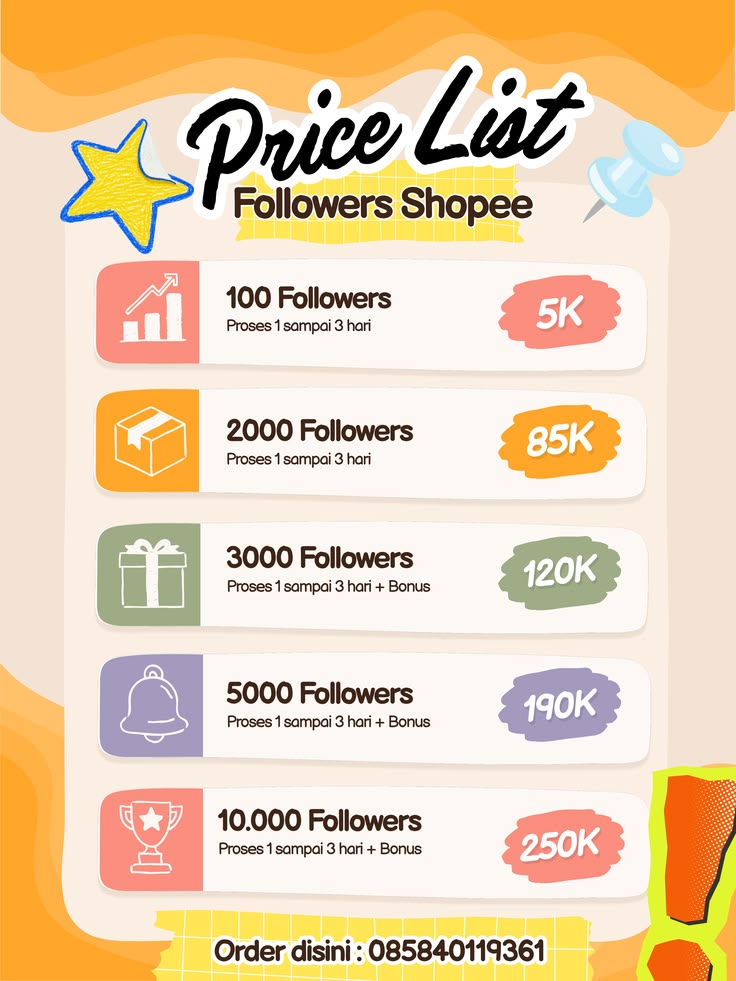 Price List
Followers Shopee
100 Followers
Proses 1 sampai 3 hari
5K
2000 Followers
Proses 1 sampai 3 hari
85K
3000 Followers
Proses 1 sampai 3 hari + Bonus
120K
5000 Followers
Proses 1 sampai 3 hari + Bonus
190K
10.000 Followers
Proses 1 sampai 3 hari + Bonus
250K
Order disini : 085840119361